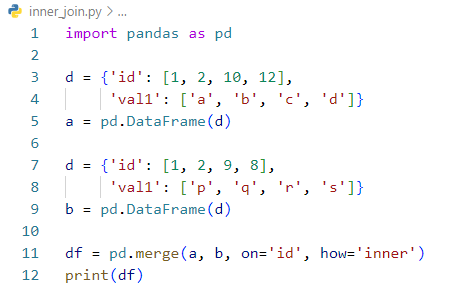 inner_join.py > ...
1 import pandas as pd
2
3 d = {'id': [1, 2, 10, 12],
4      'val1': ['a', 'b', 'c', 'd']}
5 a = pd.DataFrame(d)
6
7 d = {'id': [1, 2, 9, 8],
8      'val1': ['p', 'q', 'r', 's']}
9 b = pd.DataFrame(d)
10
11 df = pd.merge(a, b, on='id', how='inner')
12 print(df)